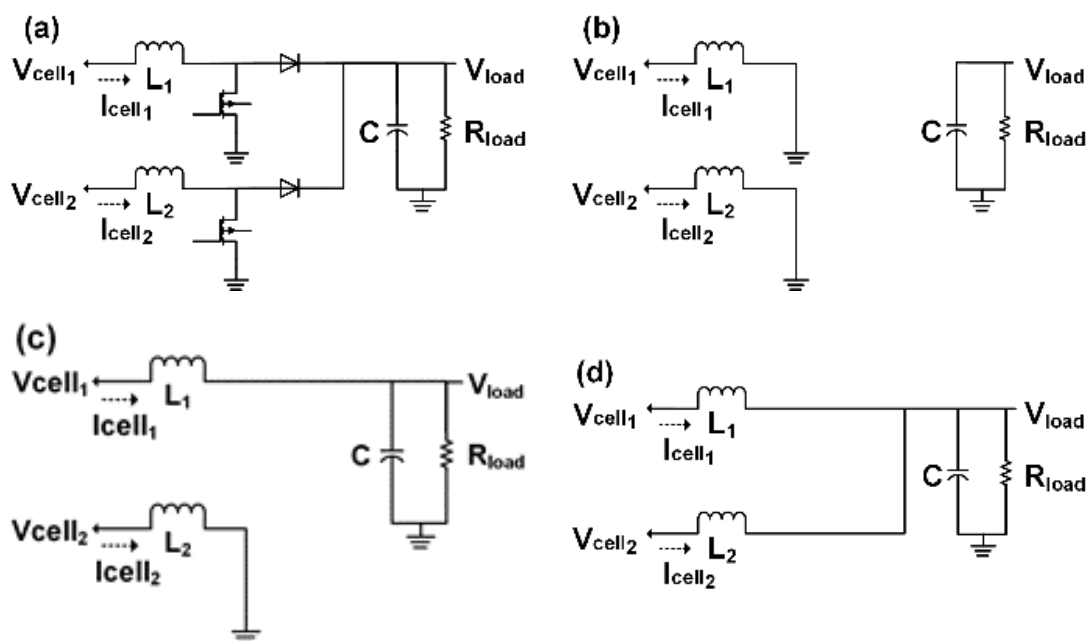 (a)
Vcell₁
L₁
Icell₁
Vcell₂
L₂
Icell₂
C
Vload
Rload
(b)
Vcell₁
L₁
Icell₁
Vcell₂
L₂
Icell₂
C
Vload
Rload
(c)
Vcell₁
L₁
Icell₁
Vcell₂
L₂
Icell₂
C
Vload
Rload
(d)
Vcell₁
L₁
Icell₁
Vcell₂
L₂
Icell₂
C
Vload
Rload